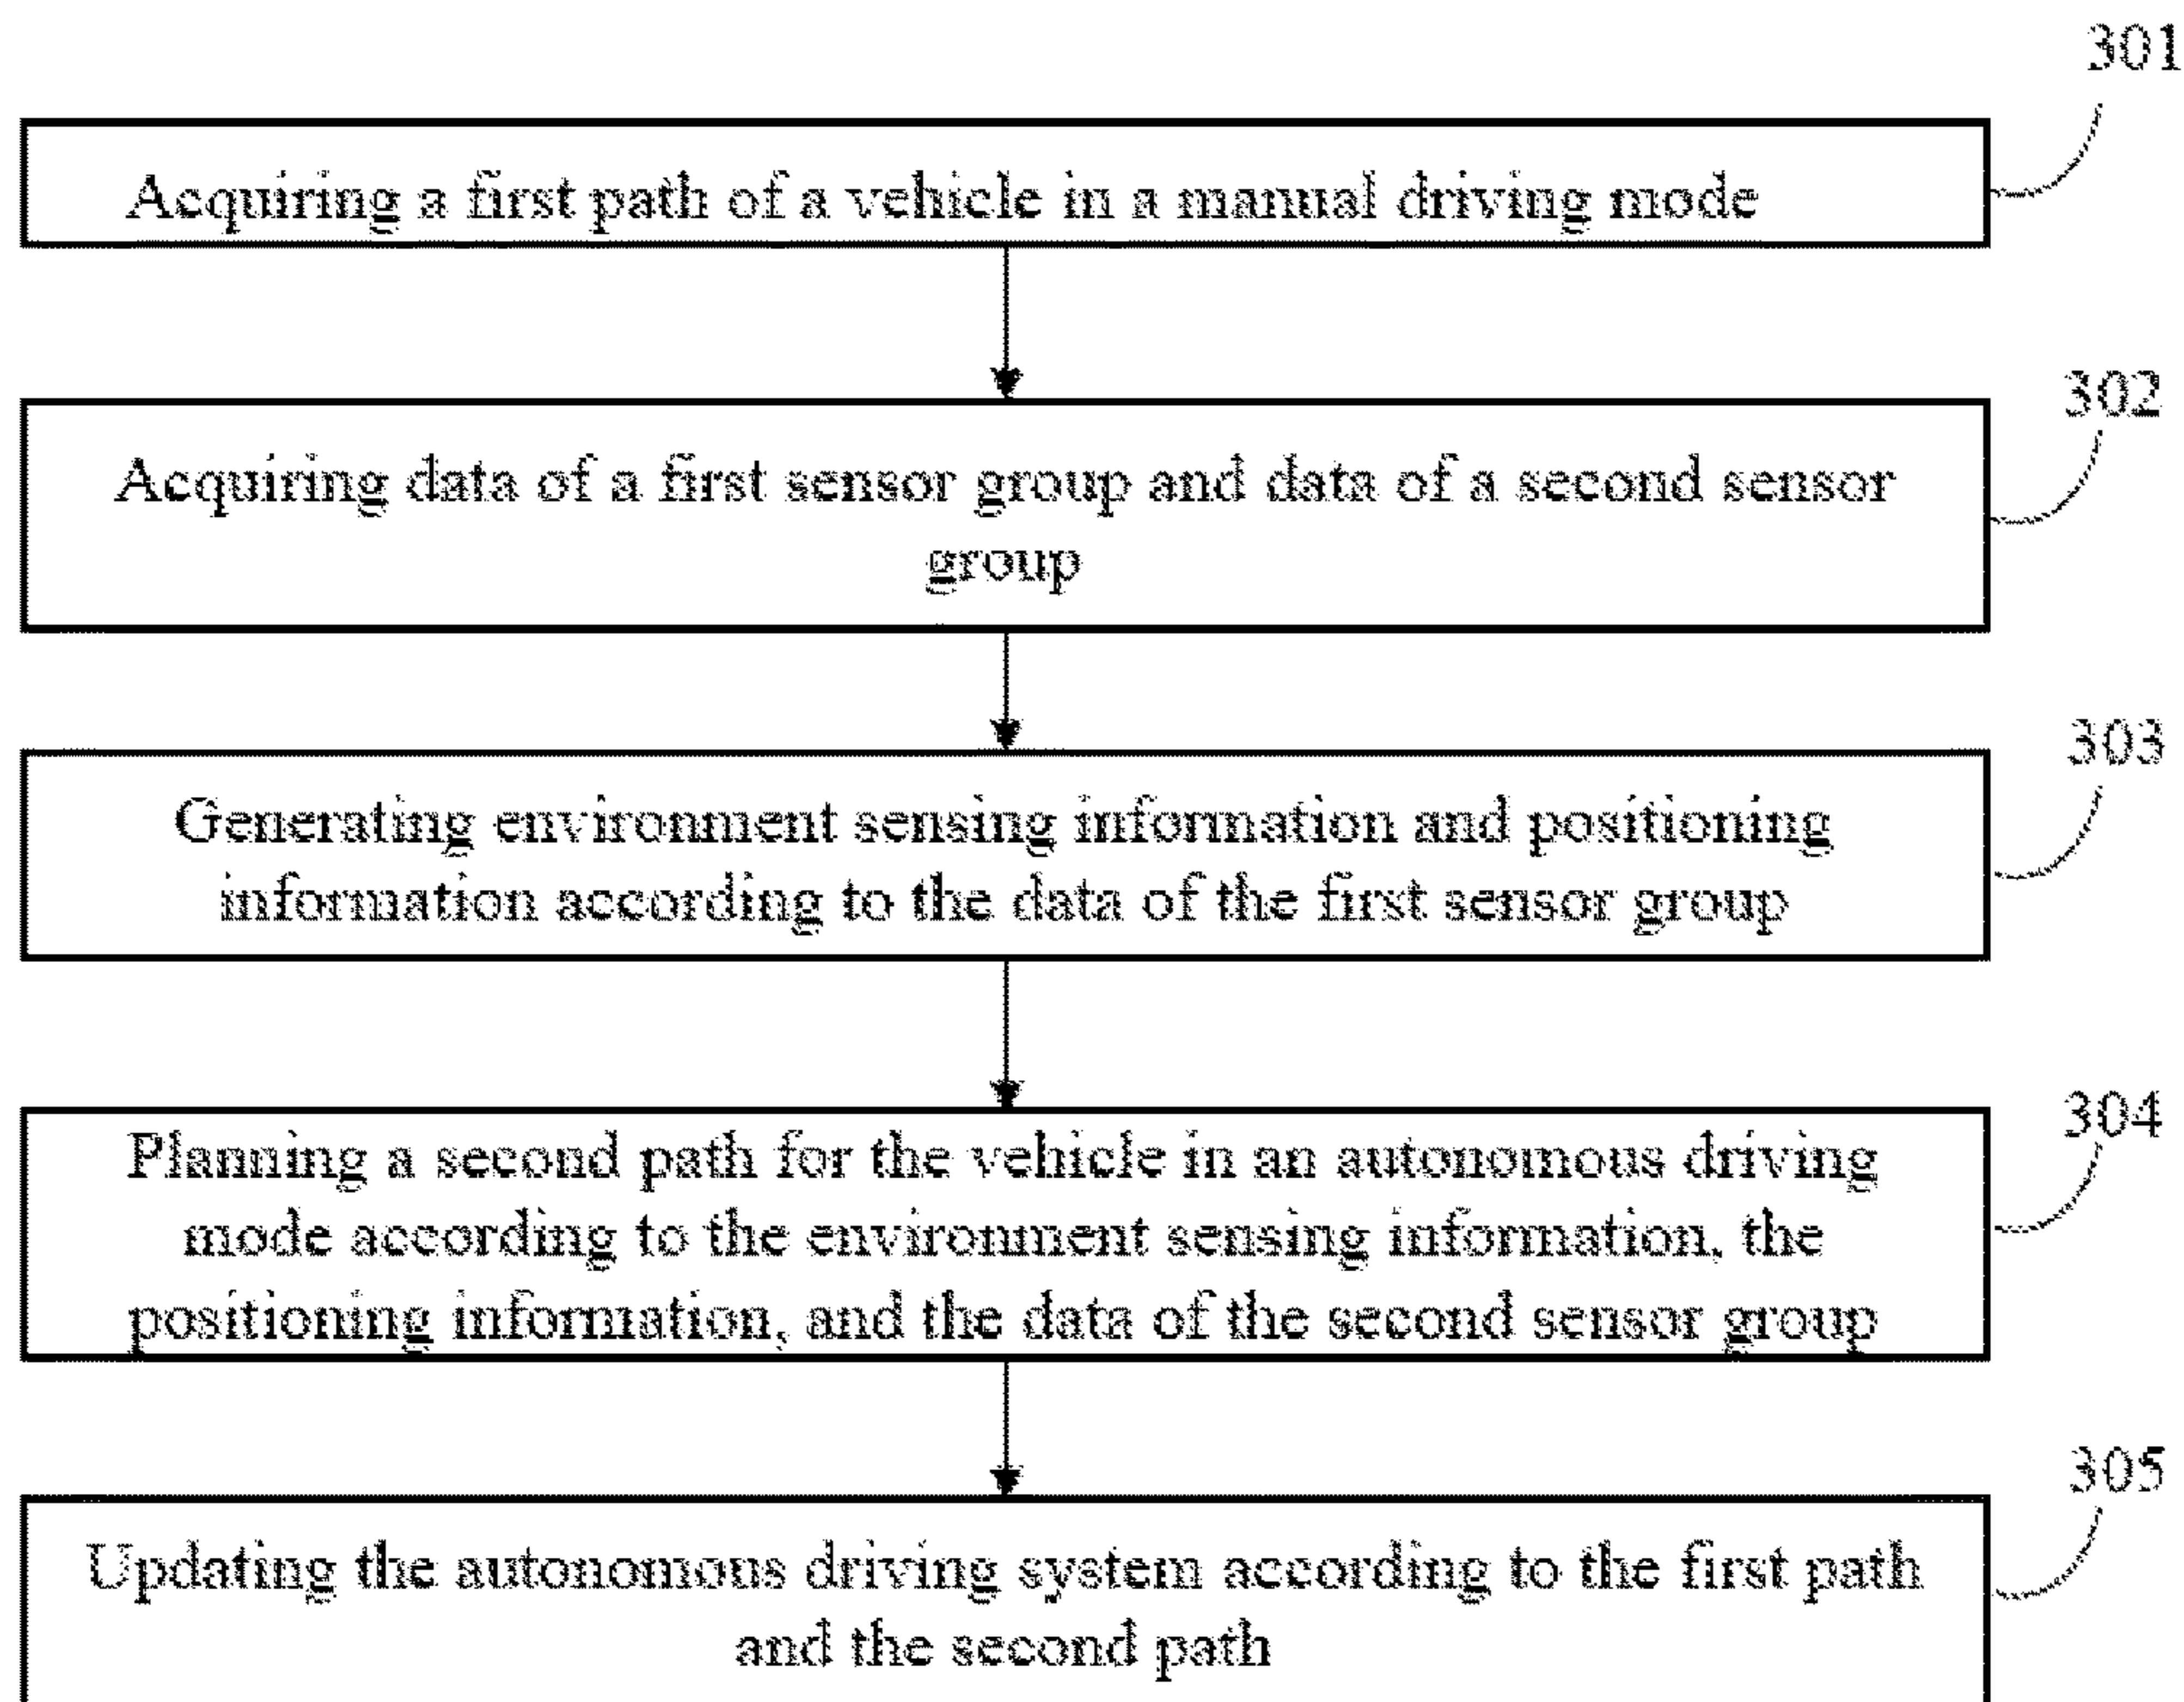 301
Acquiring a first path of a vehicle in a manual driving mode
302
Acquiring data of a first sensor group and data of a second sensor
group
303
Generating environment sensing information and positioning
information according to the data of the first sensor group
304
Planning a second path for the vehicle in an autonomous driving
mode according to the environment sensing information, the
positioning information, and the data of the second sensor group
305
Updating the autonomous driving system according to the first path
and the second path